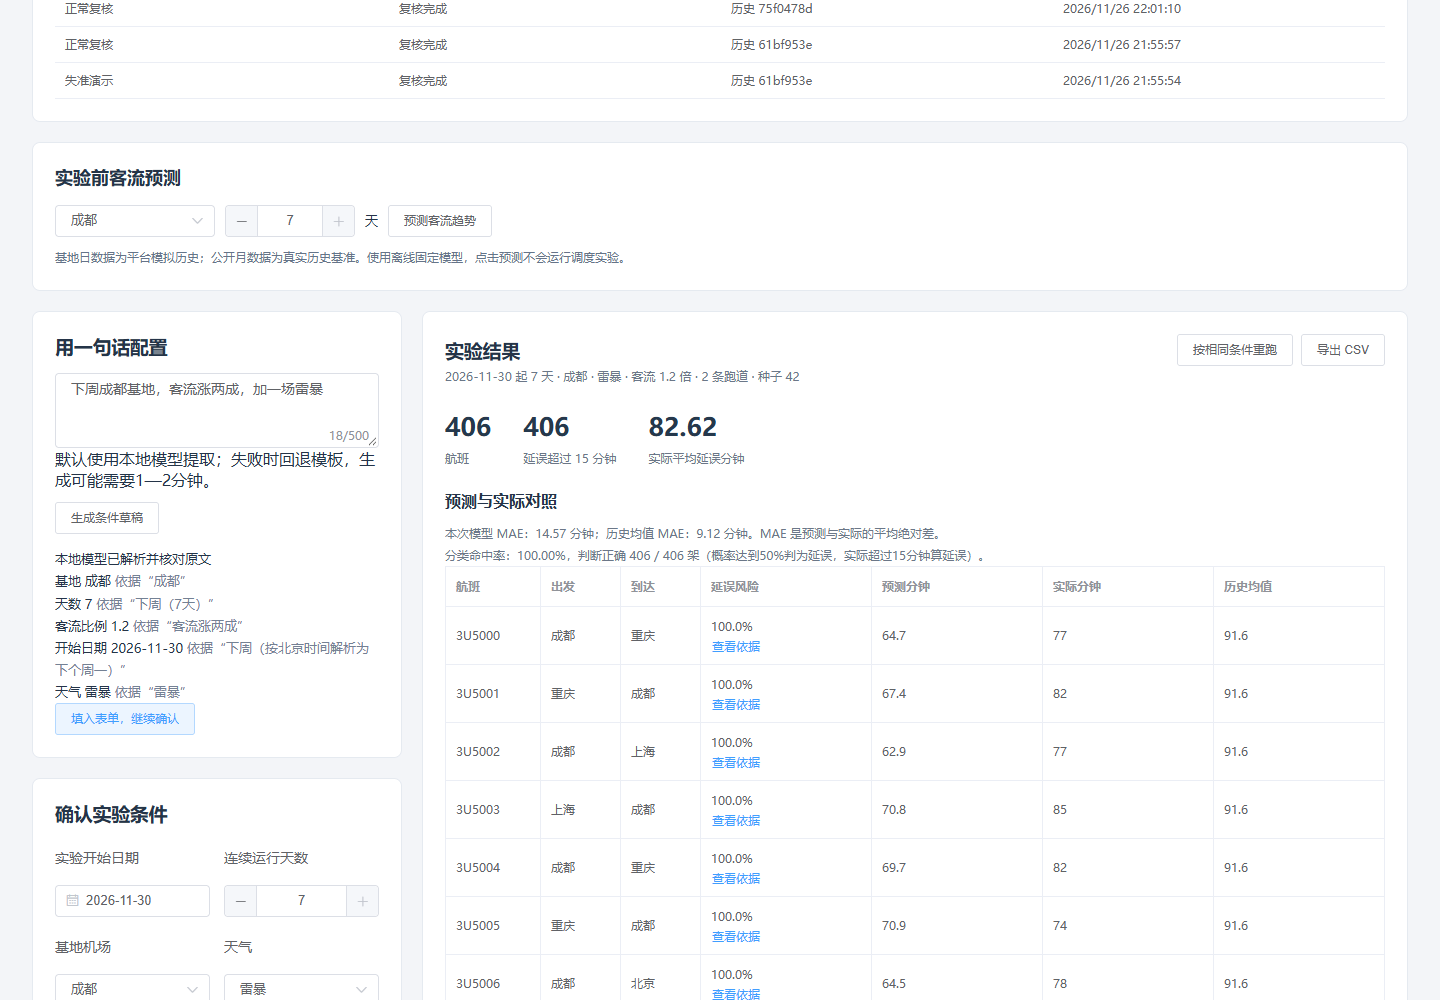 正常复核 复核完成 历史 75f0478d 2026/11/26 22:01:10
正常复核 复核完成 历史 61bf953e 2026/11/26 21:55:57
失准演示 复核完成 历史 61bf953e 2026/11/26 21:55:54
实验前客流预测
成都 — 7 + 天 预测客流趋势
基地日数据为平台模拟历史；公开月数据为真实历史基准。使用离线固定模型，点击预测不会运行调度实验。
用一句话配置
下周成都基地，客流涨两成，加一场雷暴
18/500
默认使用本地模型提取；失败时回退模板，生
成可能需要1—2分钟。
生成条件草稿
本地模型已解析并核对原文
基地 成都 依据“成都”
天数 7 依据“下周（7天）”
客流比例 1.2 依据“客流涨两成”
开始日期 2026-11-30 依据“下周（按北京时间解析为
下个周一）”
天气 雷暴 依据“雷暴”
填入表单，继续确认
确认实验条件
实验开始日期 连续运行天数
2026-11-30 — 7 +
基地机场 天气
成都 雷暴
实验结果
按相同条件重跑 导出 CSV
2026-11-30 起 7 天 · 成都 · 雷暴 · 客流 1.2 倍 · 2 条跑道 · 种子 42
406 406 82.62
航班 延误超过 15 分钟 实际平均延误分钟
预测与实际对照
本次模型 MAE：14.57 分钟；历史均值 MAE：9.12 分钟。MAE 是预测与实际的平均绝对差。
分类命中率：100.00%，判断正确 406 / 406 架（概率达到50%判为延误，实际超过15分钟算延误）。
航班 出发 到达 延误风险 预测分钟 实际分钟 历史均值
3U5000 成都 重庆 100.0% 64.7 77 91.6
查看依据
3U5001 重庆 成都 100.0% 67.4 82 91.6
查看依据
3U5002 成都 上海 100.0% 62.9 77 91.6
查看依据
3U5003 上海 成都 100.0% 70.8 85 91.6
查看依据
3U5004 成都 重庆 100.0% 69.7 82 91.6
查看依据
3U5005 重庆 成都 100.0% 70.9 74 91.6
查看依据
3U5006 成都 北京 100.0% 64.5 78 91.6
查看依据